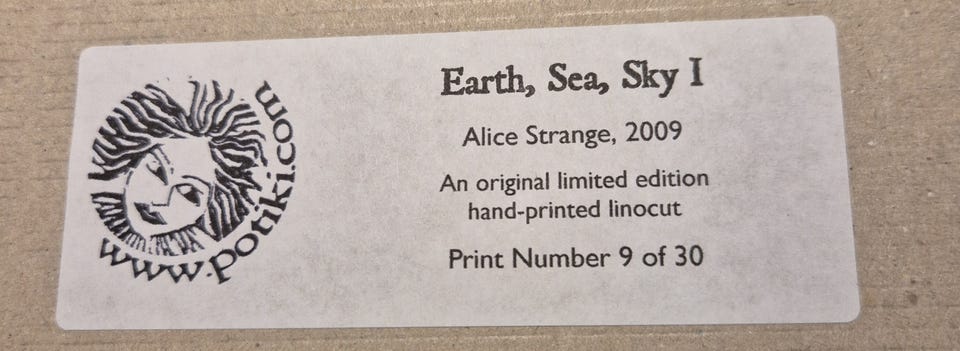 Earth, Sea, Sky I
Alice Strange, 2009
An original limited edition
hand-printed linocut
Print Number 9 of 30
www.potiki.com